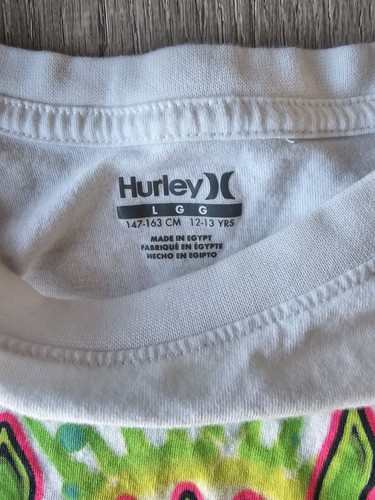 Hurley
L G G
147-163 CM 12-13 YRS
MADE IN EGYPT
FABRIQUÉ EN ÉGYPTE
HECHO EN EGIPTO